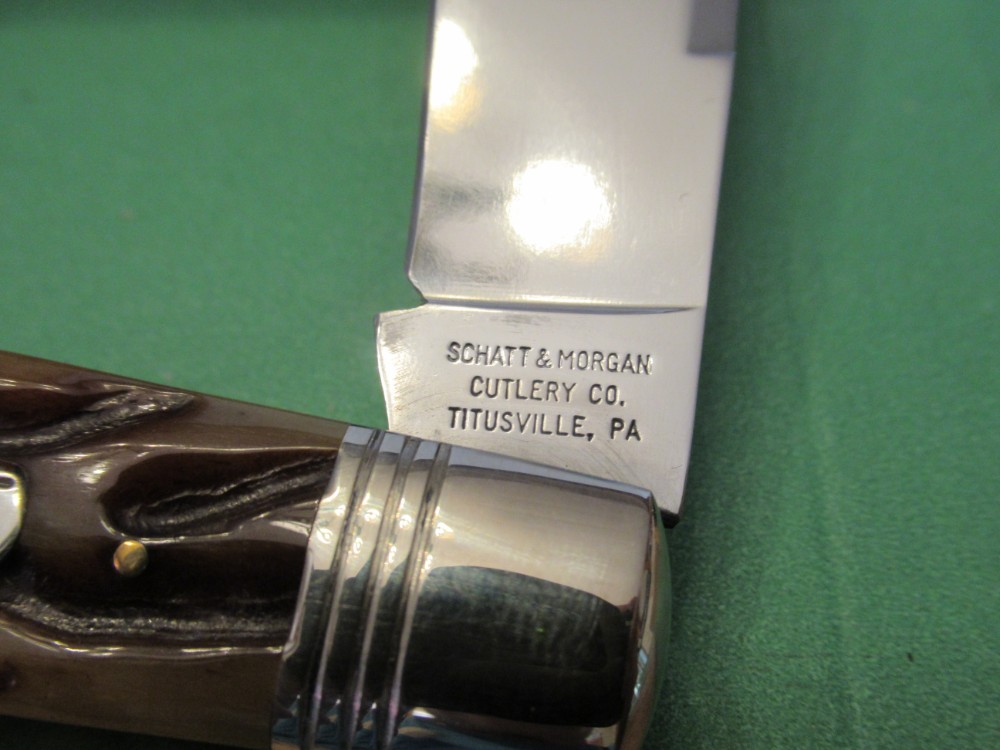 SCHATT & MORGAN
CUTLERY CO.
TITUSVILLE, PA